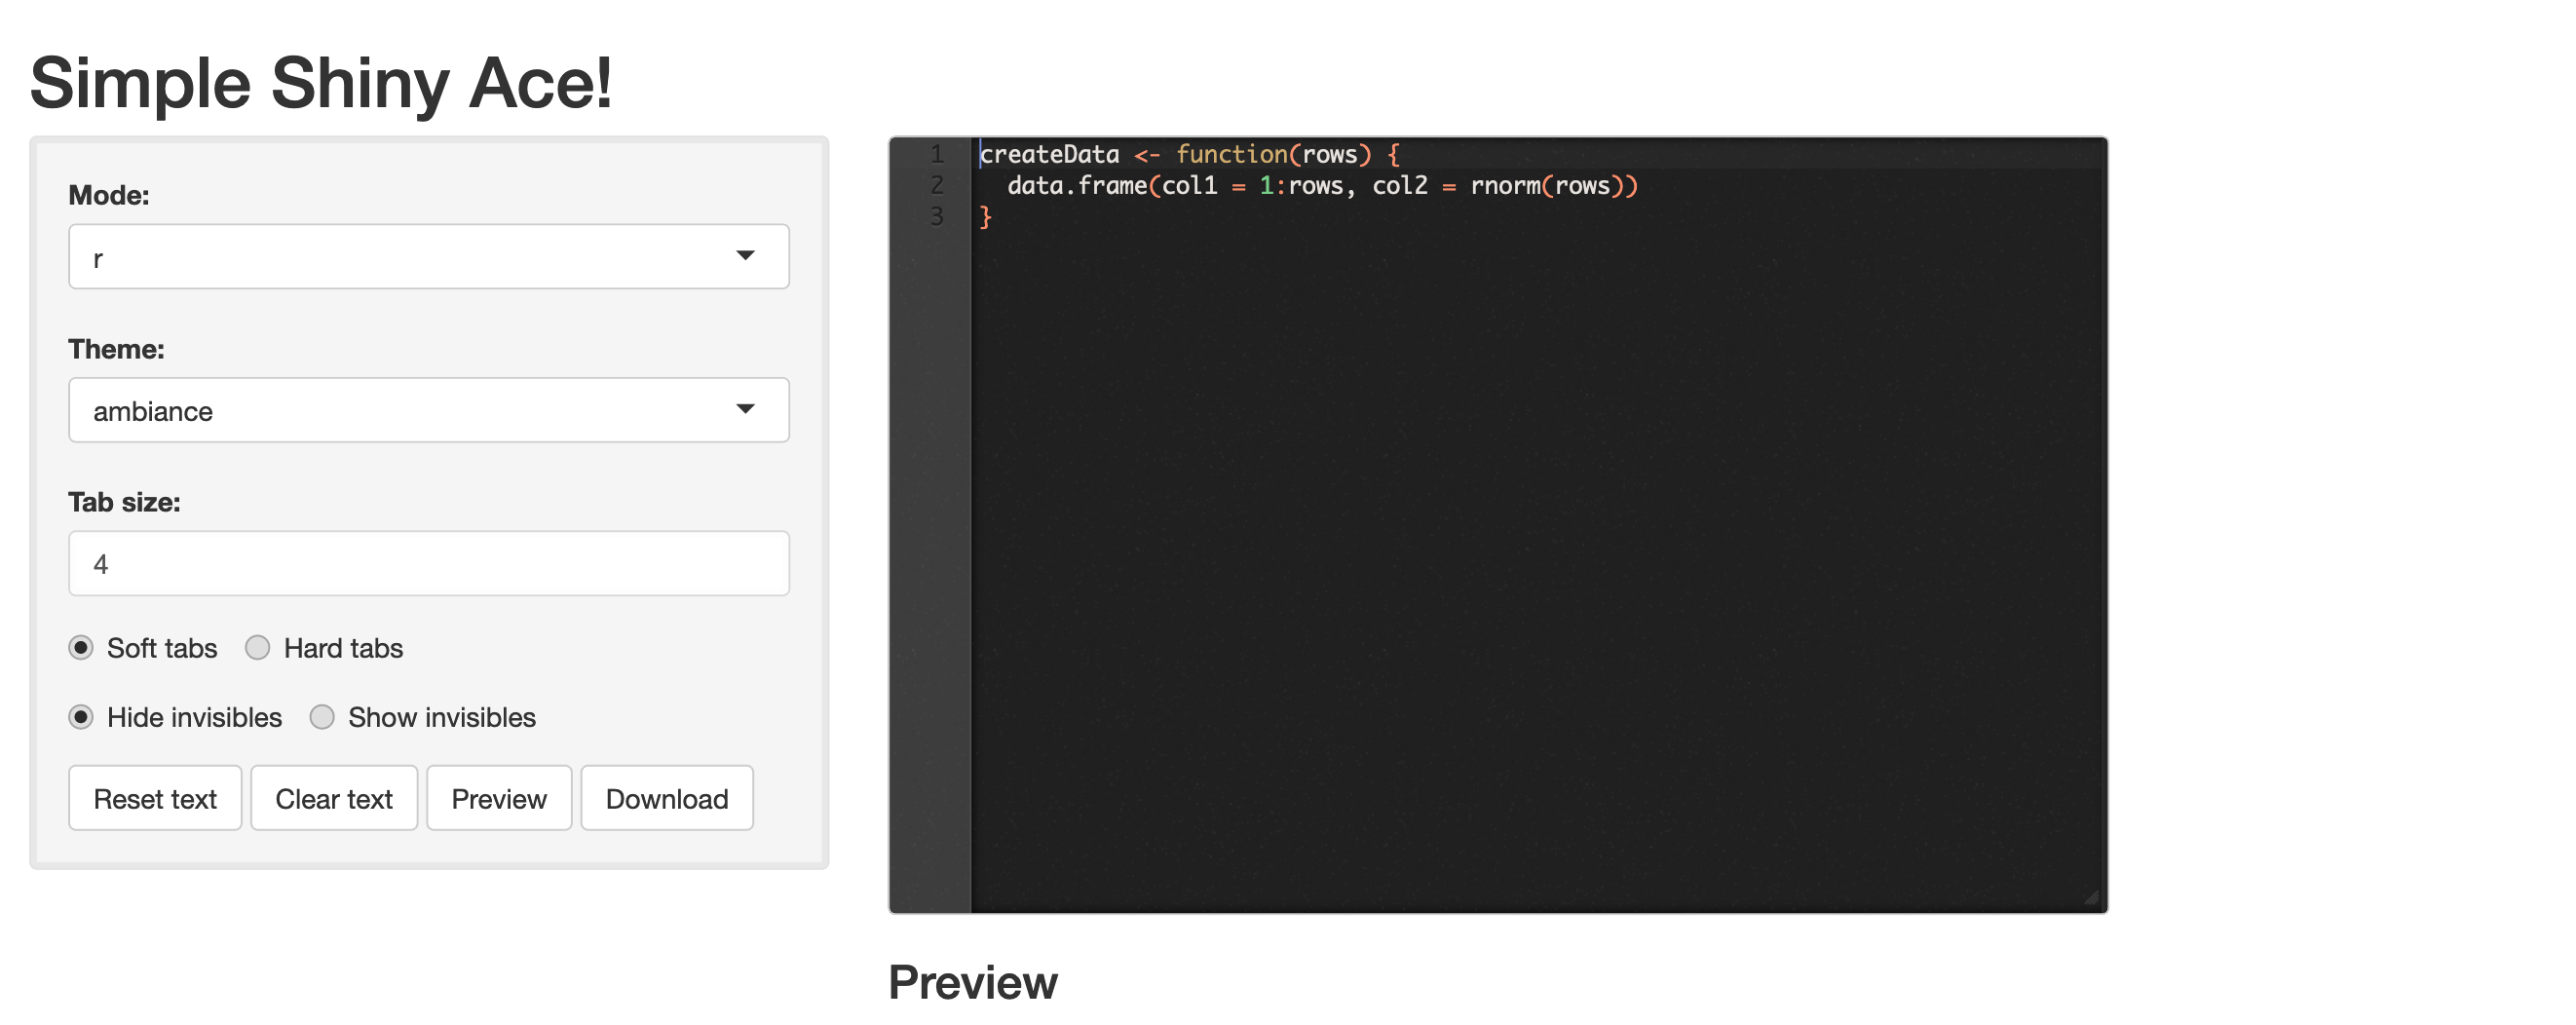 Simple Shiny Ace!
Mode:
r
Theme:
ambiance
Tab size:
4
Soft tabs Hard tabs
Hide invisibles Show invisibles
Reset text Clear text Preview Download
1 createData <- function(rows) {
2   data.frame(col1 = 1:rows, col2 = rnorm(rows))
3 }
Preview